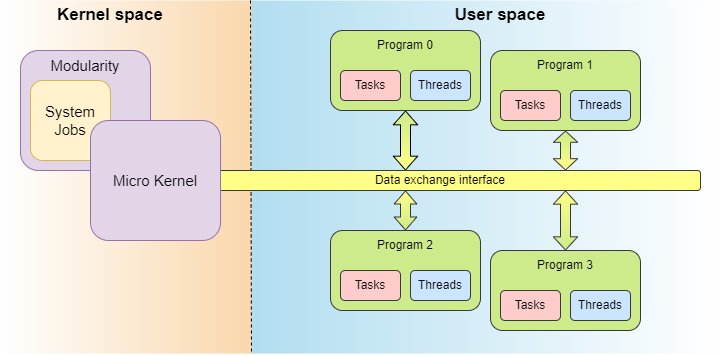 Kernel space
User space
Modularity
System
Jobs
Micro Kernel
Program 0
Tasks
Threads
Program 1
Tasks
Threads
Data exchange interface
Program 2
Tasks
Threads
Program 3
Tasks
Threads